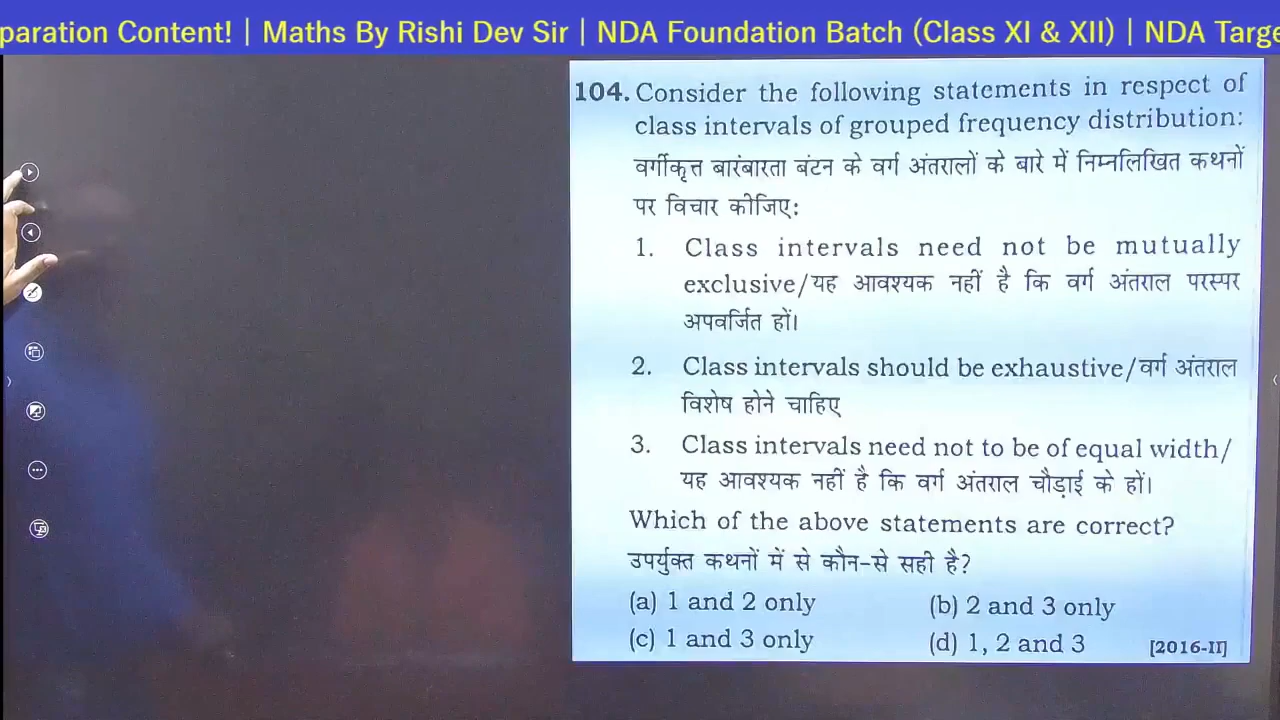 paration Content! | Maths By Rishi Dev Sir | NDA Foundation Batch (Class XI & XII) | NDA Targe
104. Consider the following statements in respect of
class intervals of grouped frequency distribution:
वर्गीकृत्त बारंबारता बंटन के वर्ग अंतरालों के बारे में निम्नलिखित कथनों
पर विचार कीजिए:
1. Class intervals need not be mutually
exclusive/यह आवश्यक नहीं है कि वर्ग अंतराल परस्पर
अपवर्जित हों।
2. Class intervals should be exhaustive/वर्ग अंतराल
विशेष होने चाहिए
3. Class intervals need not to be of equal width/
यह आवश्यक नहीं है कि वर्ग अंतराल चौड़ाई के हों।
Which of the above statements are correct?
उपर्युक्त कथनों में से कौन-से सही है?
(a) 1 and 2 only (b) 2 and 3 only
(c) 1 and 3 only (d) 1, 2 and 3 [2016-II]